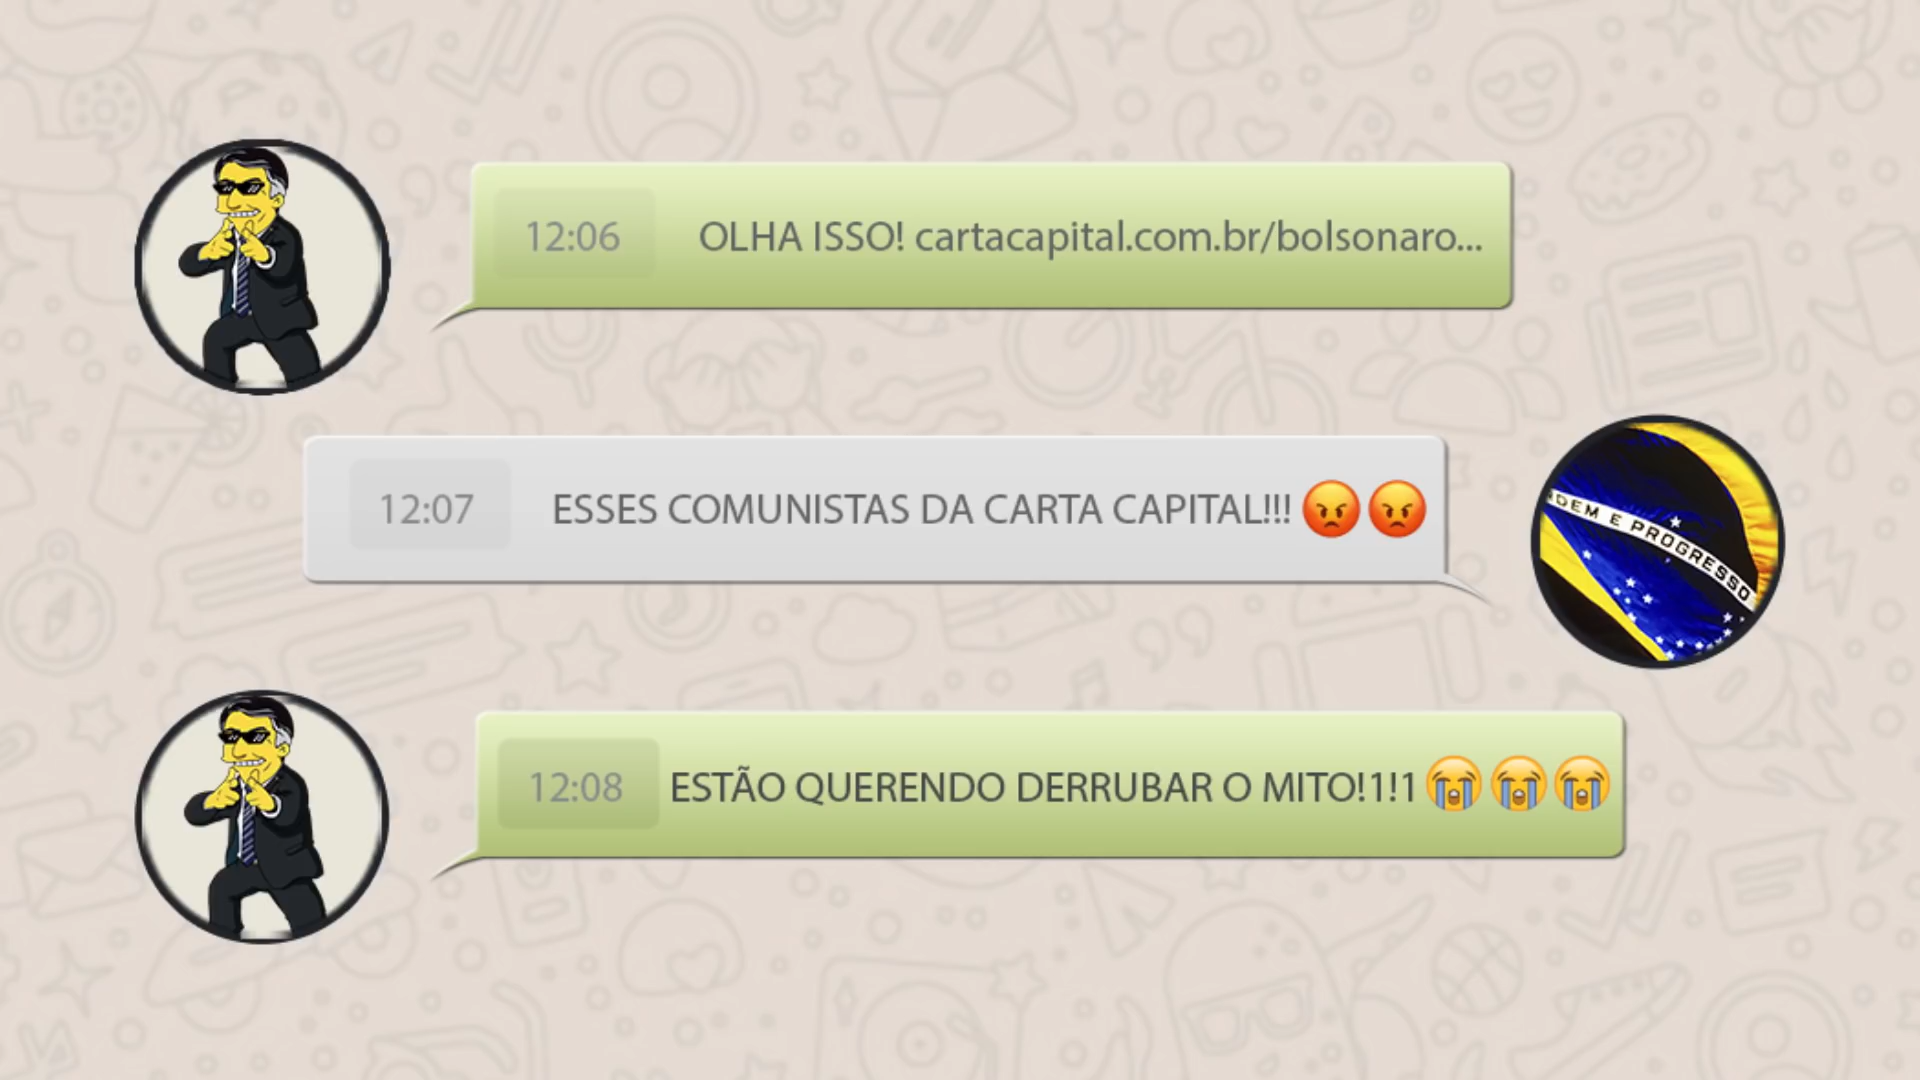 12:06 OLHA ISSO! cartacapital.com.br/bolsonaro...
12:07 ESSES COMUNISTAS DA CARTA CAPITAL!!! 😡😡
DEM E PROGRESSO
12:08 ESTÃO QUERENDO DERRUBAR O MITO!1!1 😭😭😭